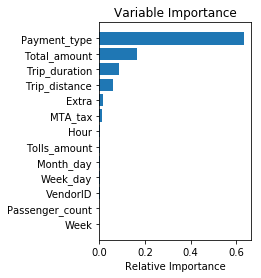 Variable Importance
Payment_type
Total_amount
Trip_duration
Trip_distance
Extra
MTA_tax
Hour
Tolls_amount
Month_day
Week_day
VendorID
Passenger_count
Week
0.0 0.2 0.4 0.6
Relative Importance